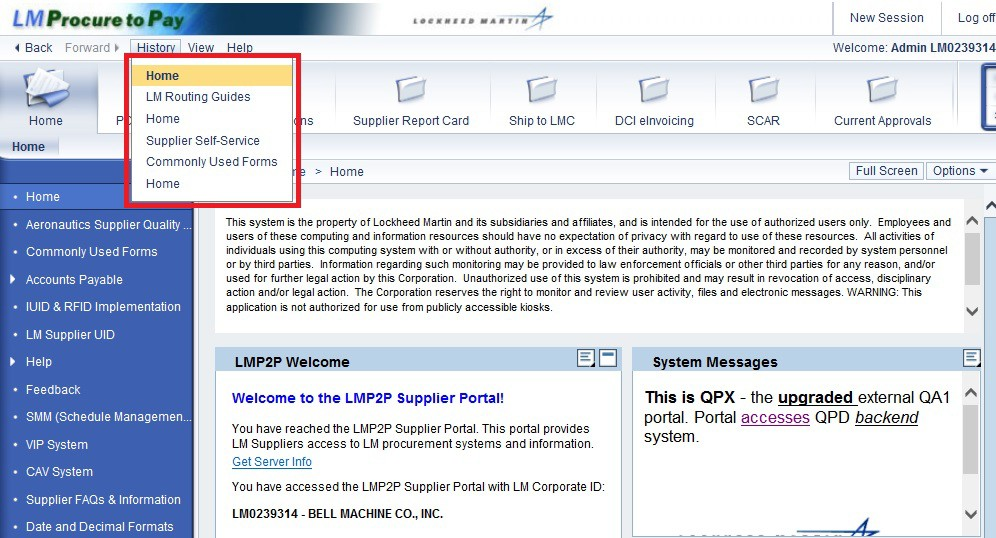 LM Procure to Pay
LOCKHEED MARTIN
New Session
Log off
Back
Forward
History
View
Help
Welcome: Admin LM0239314
Home
LM Routing Guides
Home
Supplier Self-Service
Commonly Used Forms
Home
Home
Supplier Report Card
Ship to LMC
DCI eInvoicing
SCAR
Current Approvals
Home
> Home
Full Screen
Options
Home
Aeronautics Supplier Quality ...
Commonly Used Forms
Accounts Payable
IUID & RFID Implementation
LM Supplier UID
Help
Feedback
SMM (Schedule Managemen...
VIP System
CAV System
Supplier FAQs & Information
Date and Decimal Formats
This system is the property of Lockheed Martin and its subsidiaries and affiliates, and is intended for the use of authorized users only. Employees and
users of these computing and information resources should have no expectation of privacy with regard to use of these resources. All activities of
individuals using this computing system with or without authority, or in excess of their authority, may be monitored and recorded by system personnel
or by third parties. Information regarding such monitoring may be provided to law enforcement officials or other third parties for any reason, and/or
used for further legal action by this Corporation. Unauthorized use of this system is prohibited and may result in revocation of access, disciplinary
action and/or legal action. The Corporation reserves the right to monitor and review user activity, files and electronic messages. WARNING: This
application is not authorized for use from publicly accessible kiosks.
LMP2P Welcome
Welcome to the LMP2P Supplier Portal!
You have reached the LMP2P Supplier Portal. This portal provides
LM Suppliers access to LM procurement systems and information.
Get Server Info
You have accessed the LMP2P Supplier Portal with LM Corporate ID:
LM0239314 - BELL MACHINE CO., INC.
System Messages
This is QPX - the upgraded external QA1
portal. Portal accesses QPD backend
system.